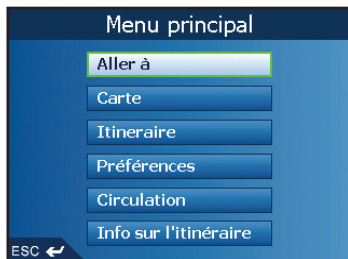 Menu principal
Aller à
Carte
Itineraire
Préférences
Circulation
Info sur l'itinéraire
ESC